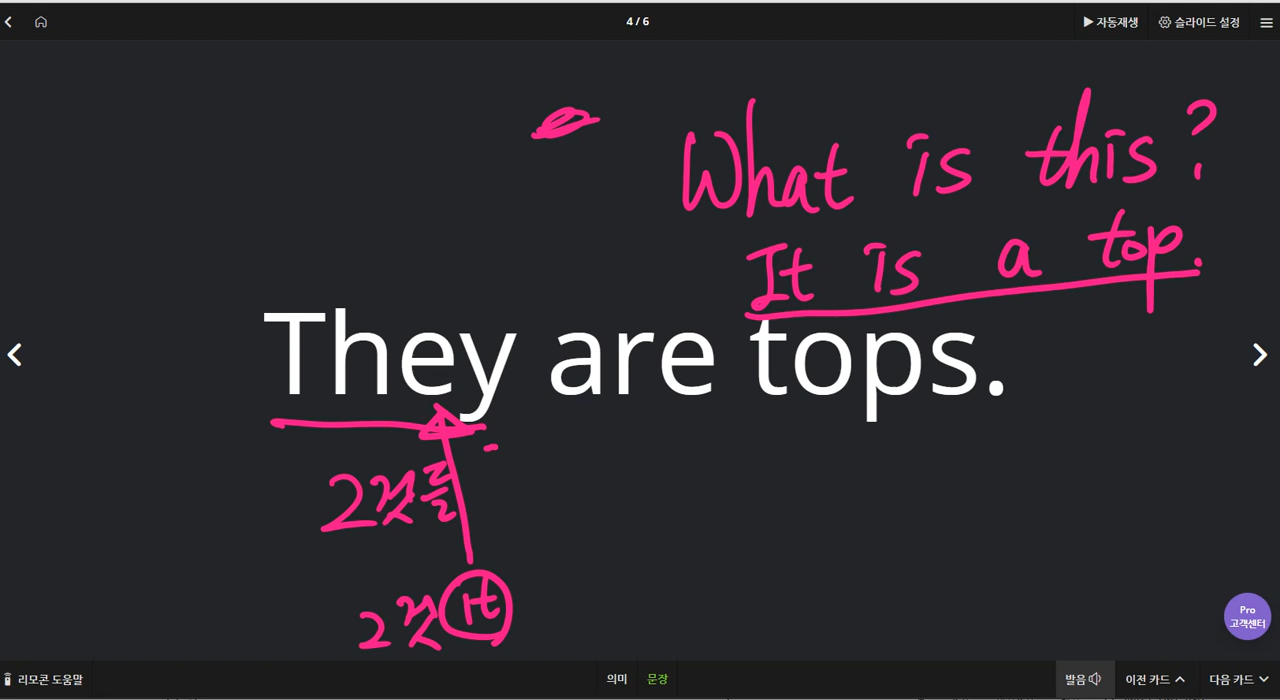 4 / 6
자동재생
슬라이드 설정
What is this?
It is a top.
They are tops.
그것들
그것 it
Pro
고객센터
리모콘 도움말
의미
문장
발음
이전 카드
다음 카드